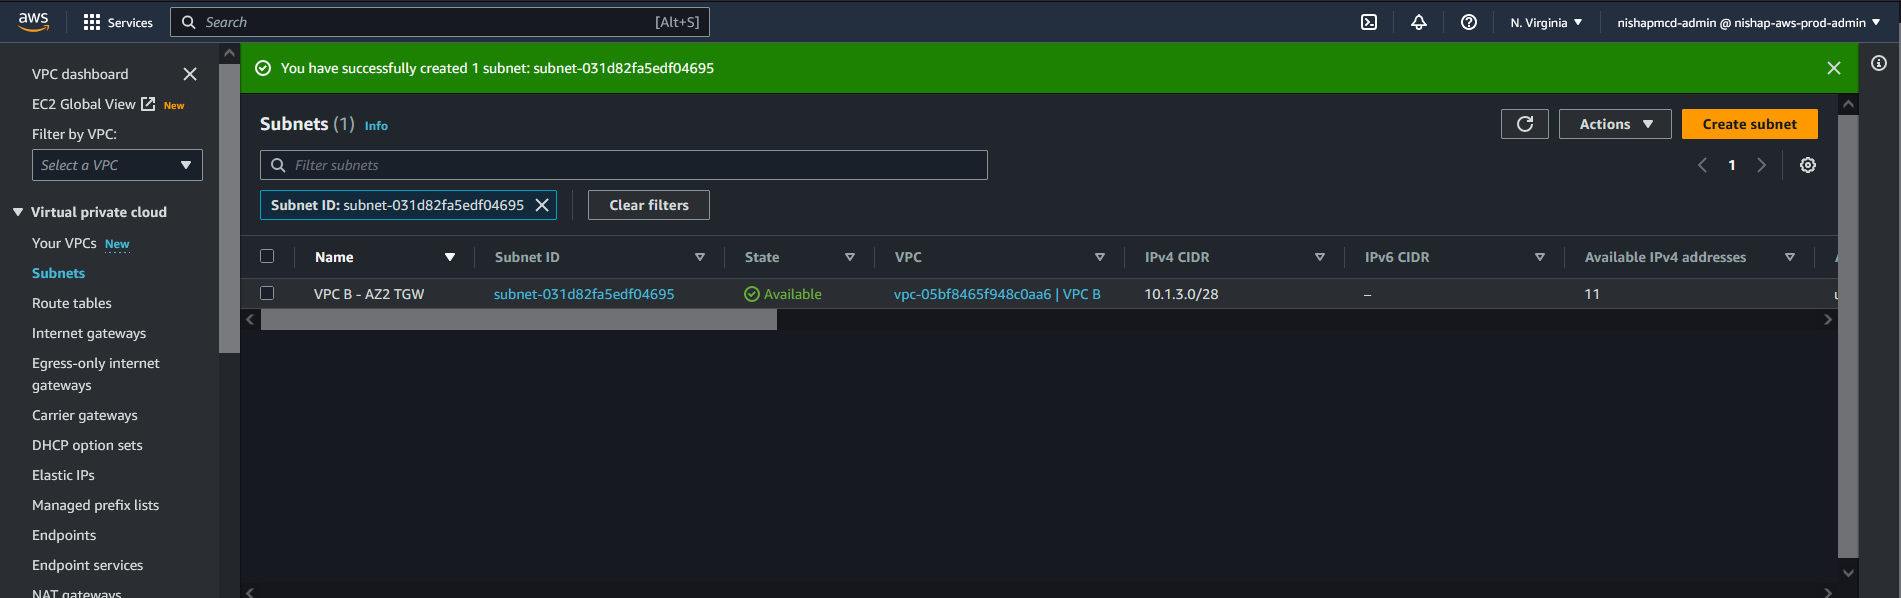 aws
Services
Search
[Alt+S]
N. Virginia
nishapmcd-admin @ nishap-aws-prod-admin
VPC dashboard
EC2 Global View New
Filter by VPC:
Select a VPC
Virtual private cloud
Your VPCs New
Subnets
Route tables
Internet gateways
Egress-only internet
gateways
Carrier gateways
DHCP option sets
Elastic IPs
Managed prefix lists
Endpoints
Endpoint services
NAT gateways
You have successfully created 1 subnet: subnet-031d82fa5edf04695
Subnets (1) Info
Actions
Create subnet
Filter subnets
1
Subnet ID: subnet-031d82fa5edf04695
Clear filters
Name Subnet ID State VPC IPv4 CIDR IPv6 CIDR Available IPv4 addresses
VPC B - AZ2 TGW subnet-031d82fa5edf04695 Available vpc-05bf8465f948c0aa6 | VPC B 10.1.3.0/28 – 11